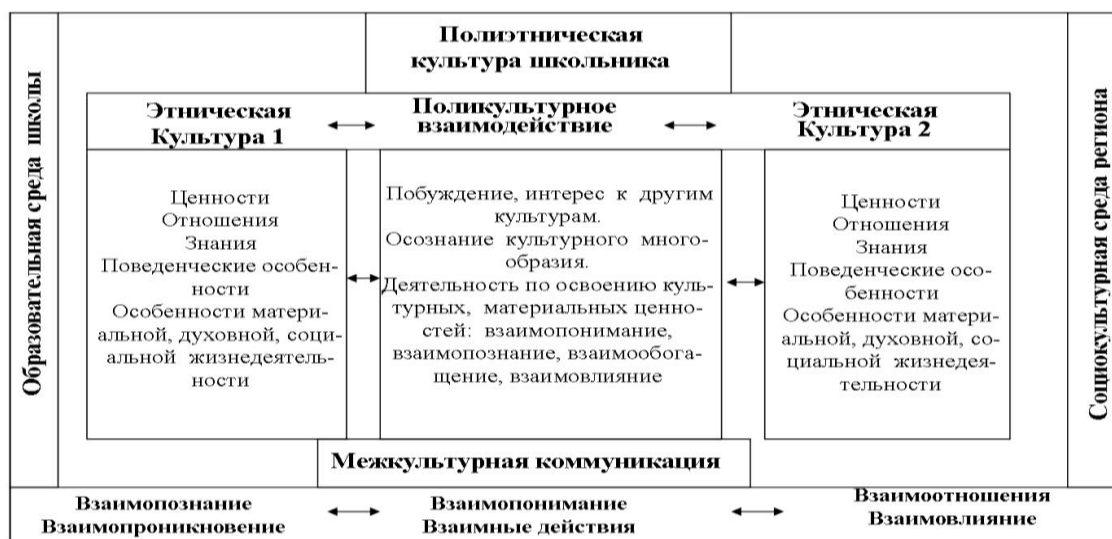 Образовательная среда школы
Полиэтническая
культура школьника
Этническая
Культура 1
Поликультурное
взаимодействие
Этническая
Культура 2
Ценности
Отношения
Знания
Поведенческие особен-
ности
Особенности матери-
альной, духовной, соци-
альной жизнедеятель-
ности
Побуждение, интерес к другим
культурам.
Осознание культурного много-
образия.
Деятельность по освоению куль-
турных, материальных ценно-
стей: взаимопонимание,
взаимопознание, взаимообога-
щение, взаимовлияние
Ценности
Отношения
Знания
Поведенческие осо-
бенности
Особенности матери-
альной, духовной, со-
циальной жизнедея-
тельности
Социокультурная среда региона
Межкультурная коммуникация
Взаимопознание
Взаимопроникновение
Взаимопонимание
Взаимные действия
Взаимоотношения
Взаимовлияние